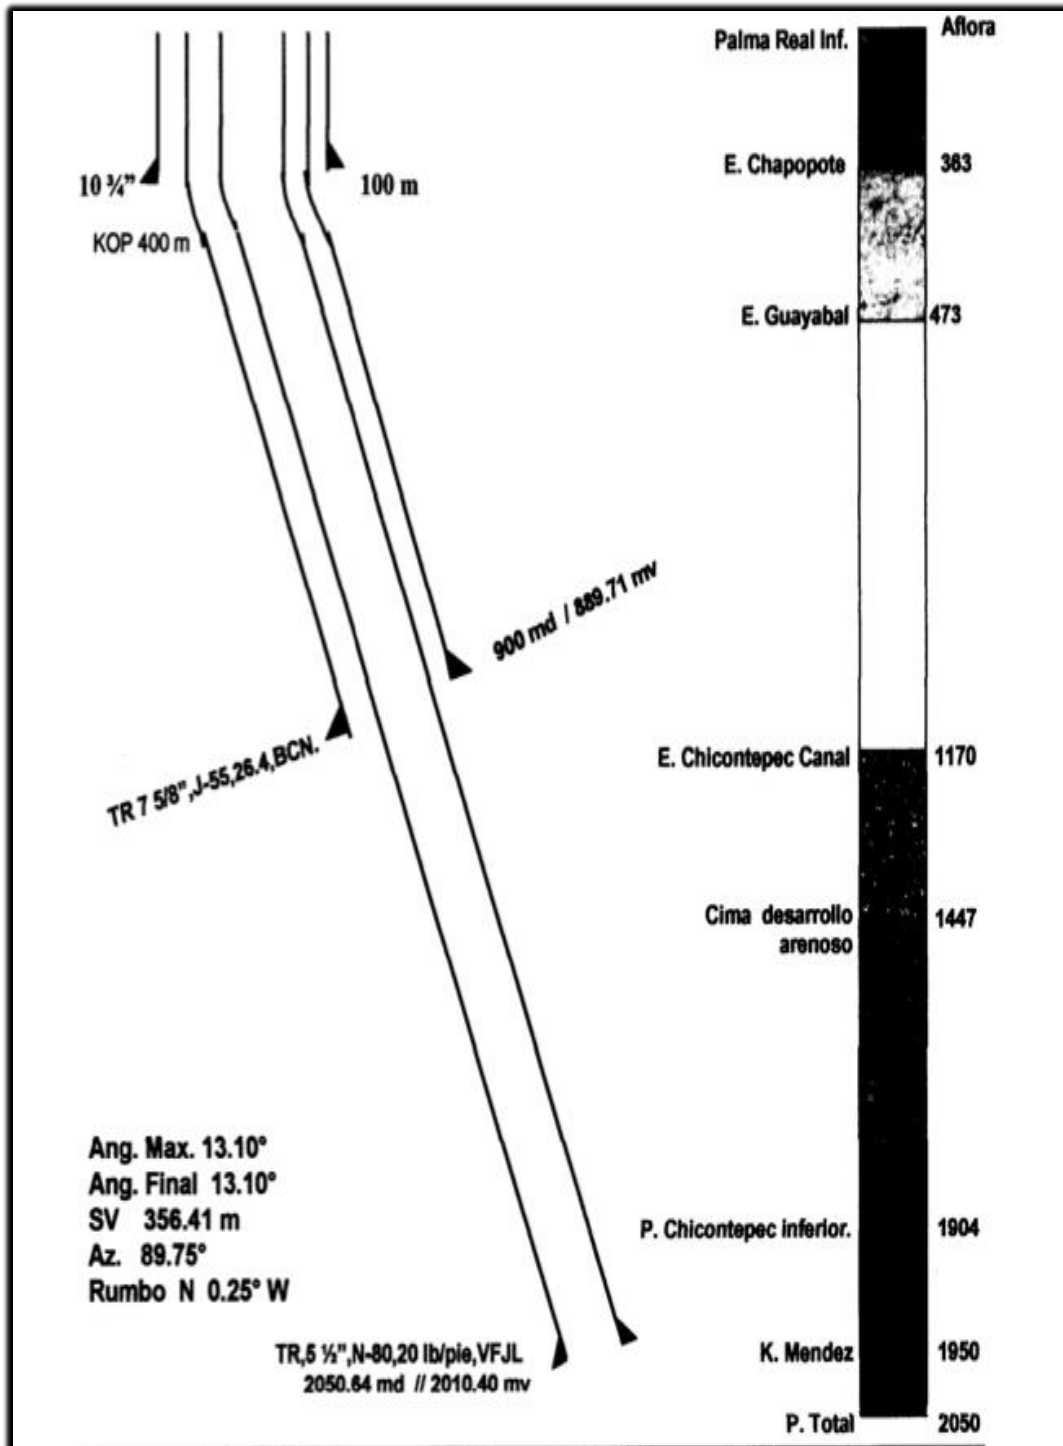 Palma Real Inf. Aflora
10 ¾” 100 m
E. Chapopote 363
KOP 400 m
E. Guayabal 473
900 md / 889.71 mv
TR 7 5/8”,J-55,26.4,BCN.
E. Chicontepec Canal 1170
Cima desarrollo
arenoso 1447
Ang. Max. 13.10°
Ang. Final 13.10°
SV 356.41 m
Az. 89.75°
Rumbo N 0.25° W
P. Chicontepec inferior. 1904
TR,5 ½”,N-80,20 lb/pie,VFJL
2050.64 md // 2010.40 mv
K. Mendez 1950
P. Total 2050